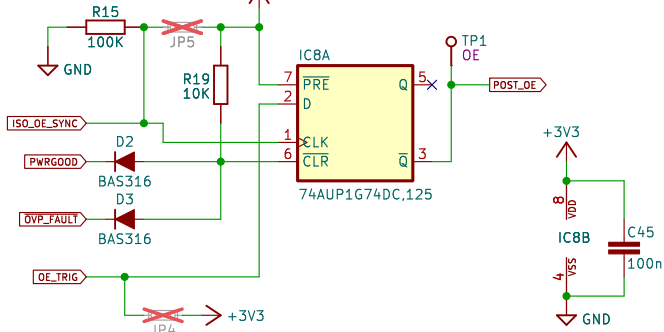 R15
100K
JP5
GND
R19
10K
TP1
OE
IC8A
7 PRE
2 D
1 CLK
6 CLR
Q 5
Q 3
74AUP1G74DC,125
POST_OE
ISO_OE_SYNC
PWRGOOD
D2
BAS316
OVP_FAULT
D3
BAS316
OE_TRIG
JP4
+3V3
+3V3
8 VDD
IC8B
4 VSS
C45
100n
GND